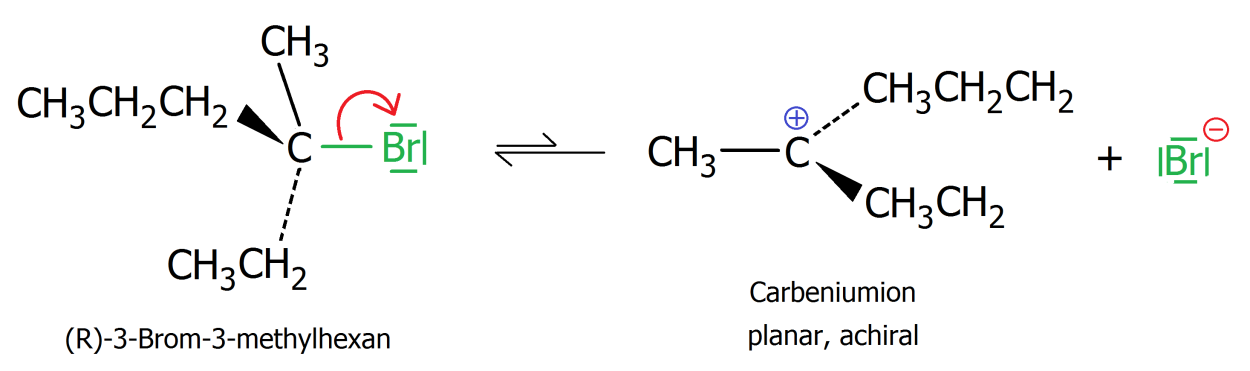 CH₃
CH₃CH₂CH₂
C
Br
CH₃CH₂
(R)-3-Brom-3-methylhexan
CH₃
C
⊕
CH₃CH₂CH₂
CH₃CH₂
+
Br
⊖
Carbeniumion
planar, achiral